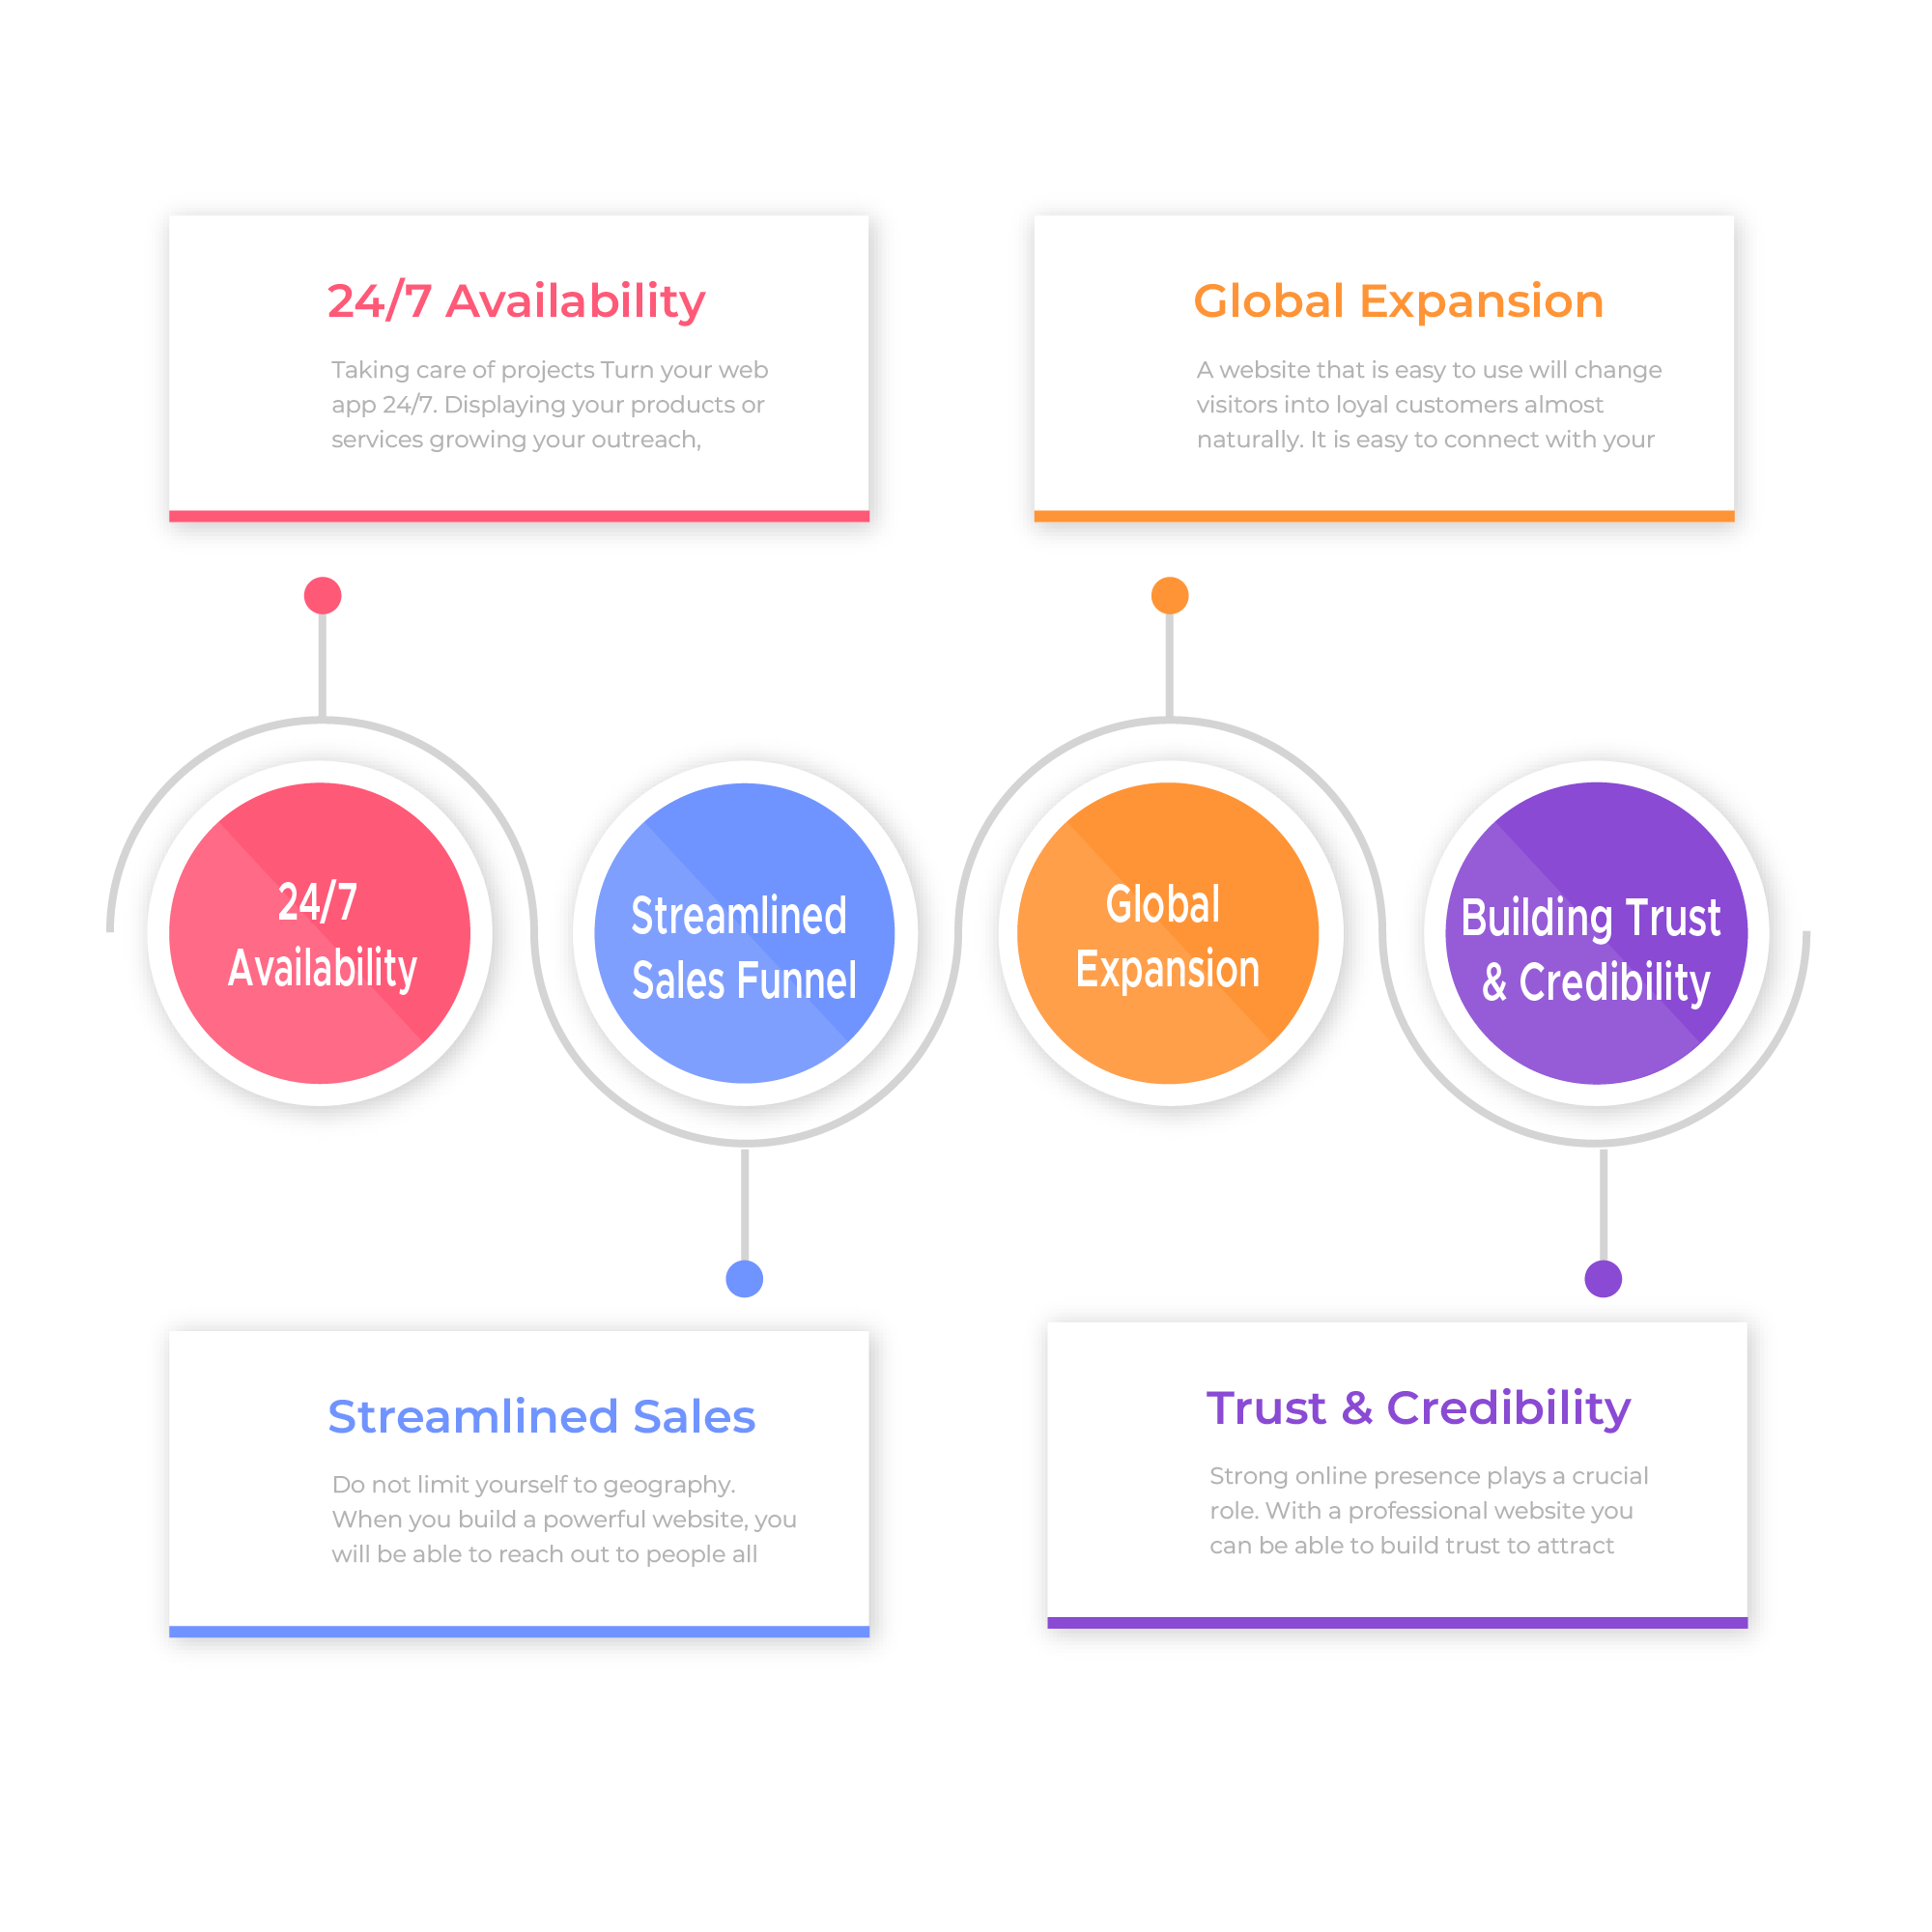 24/7 Availability
Taking care of projects Turn your web
app 24/7. Displaying your products or
services growing your outreach,
Global Expansion
A website that is easy to use will change
visitors into loyal customers almost
naturally. It is easy to connect with your
24/7
Availability
Streamlined
Sales Funnel
Global
Expansion
Building Trust
& Credibility
Streamlined Sales
Do not limit yourself to geography.
When you build a powerful website, you
will be able to reach out to people all
Trust & Credibility
Strong online presence plays a crucial
role. With a professional website you
can be able to build trust to attract